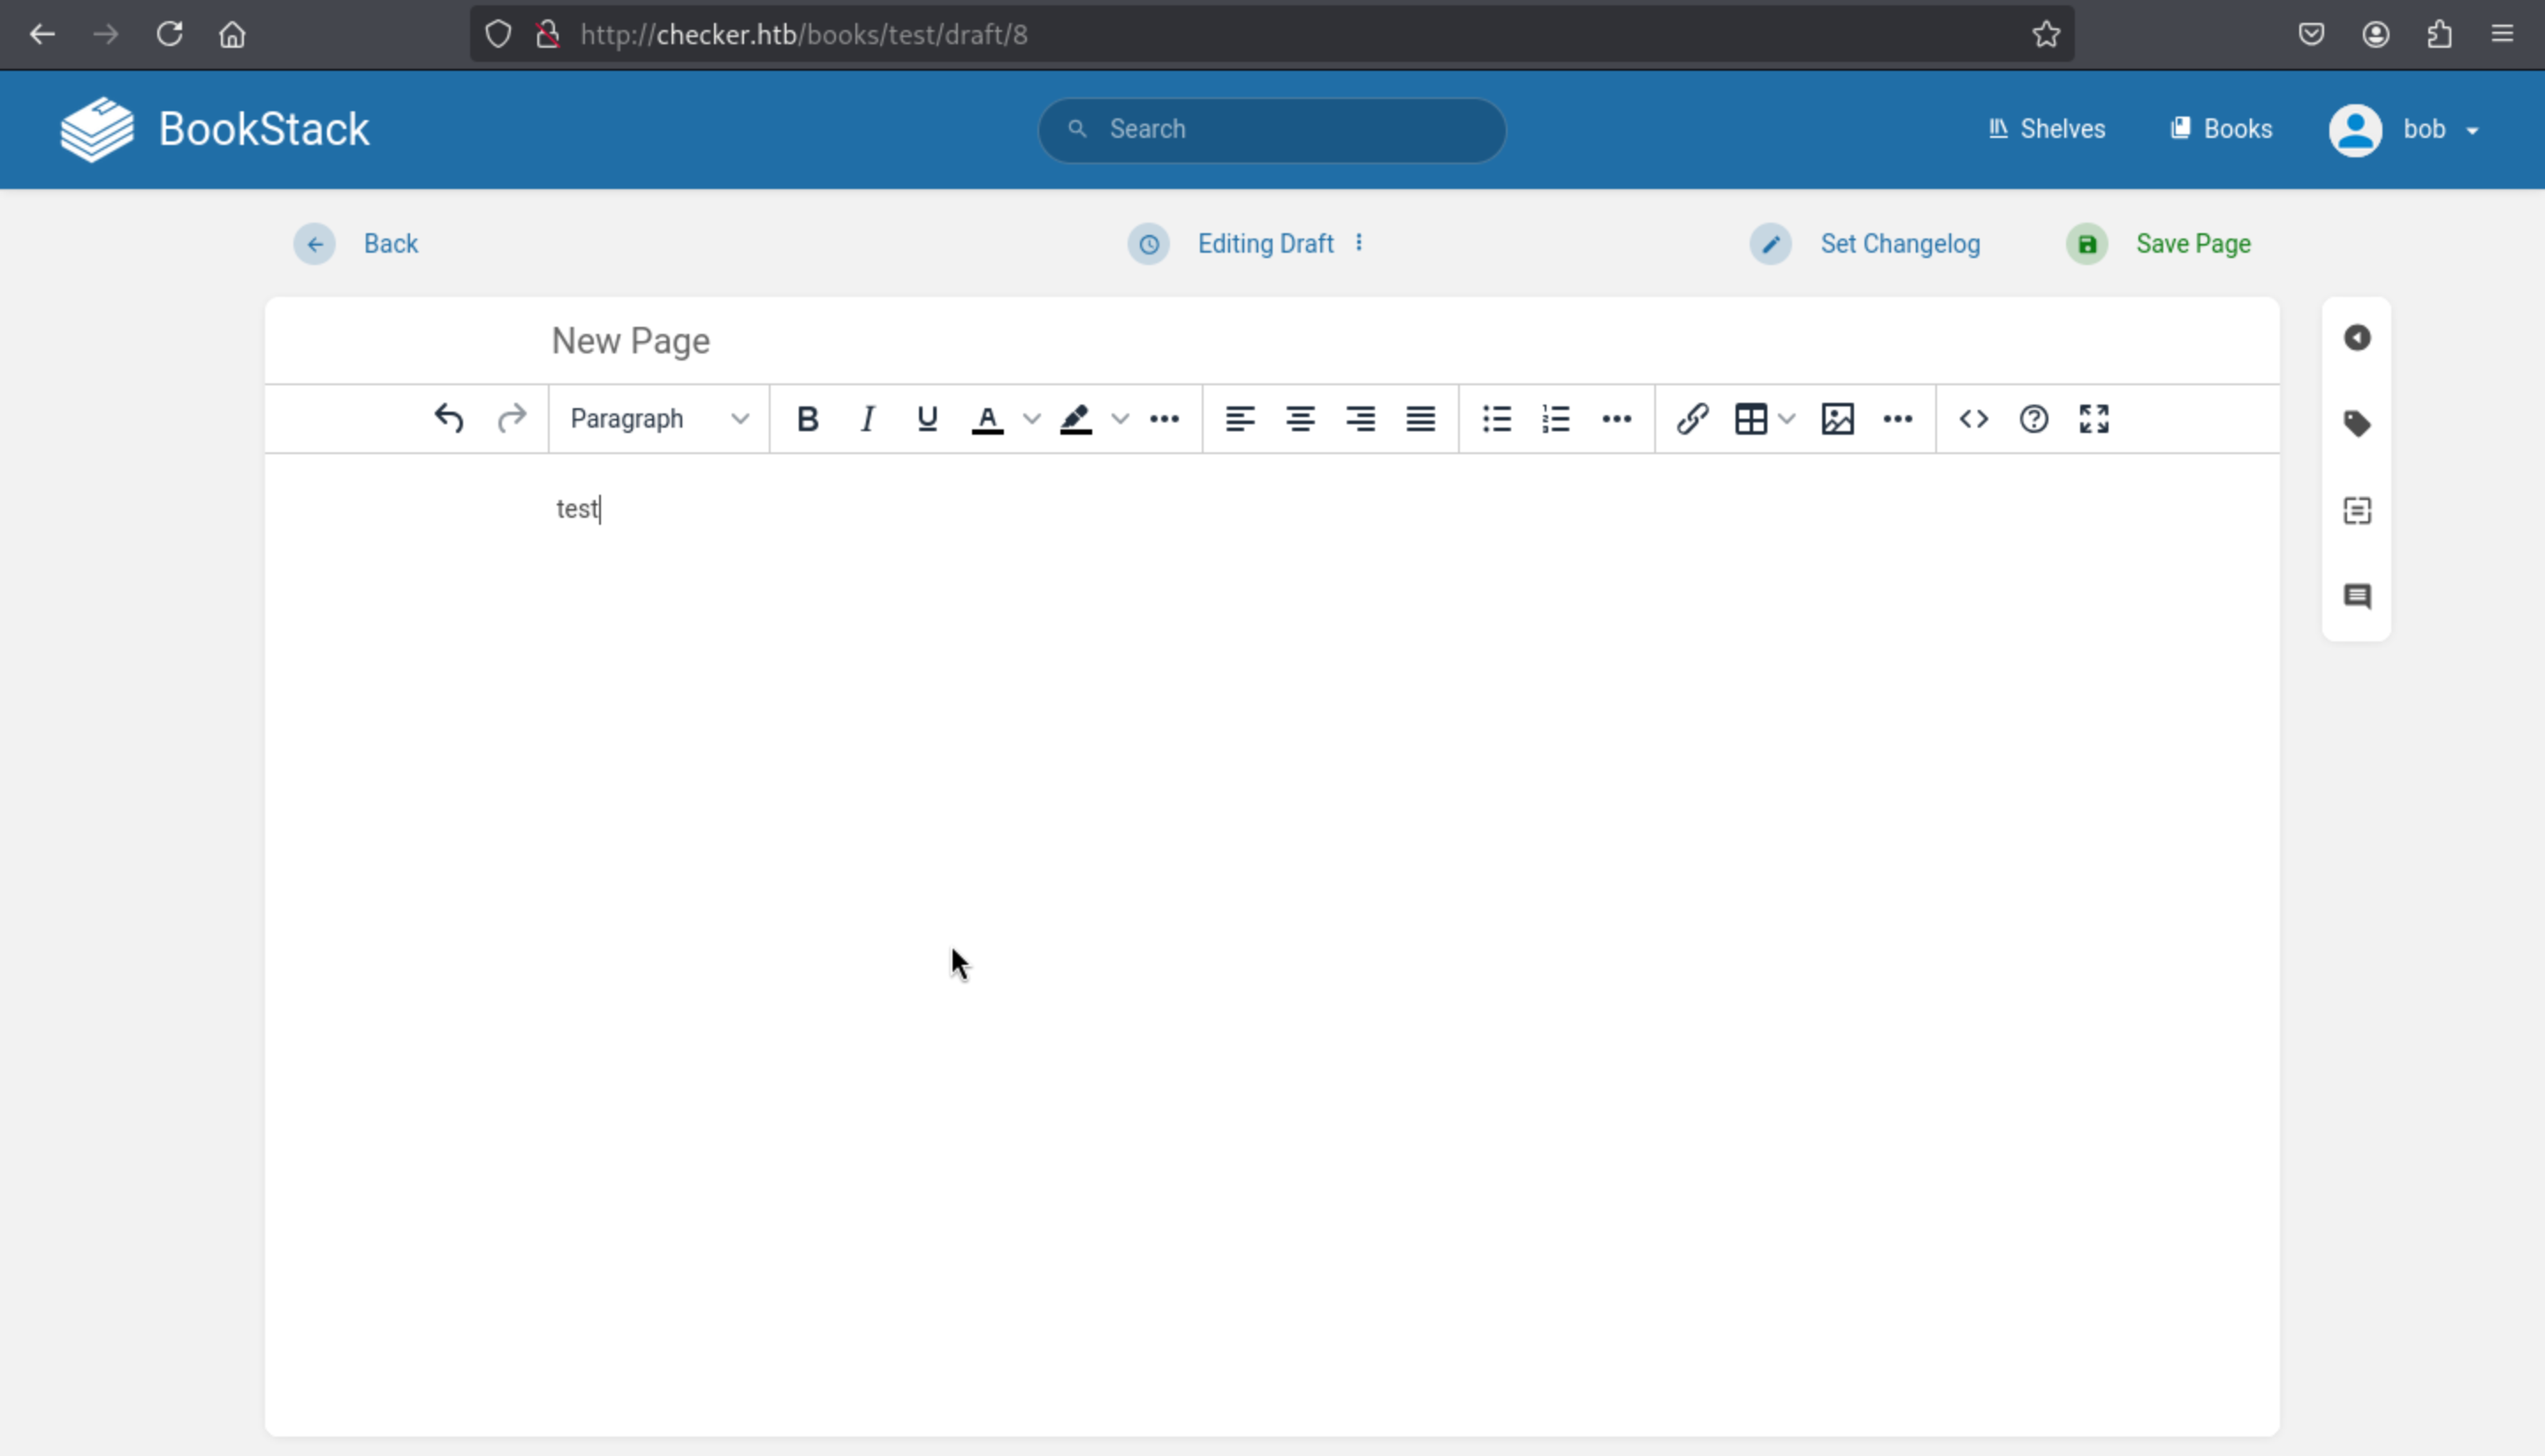 http://checker.htb/books/test/draft/8
BookStack
Search
Shelves
Books
bob
Back
Editing Draft
Set Changelog
Save Page
New Page
Paragraph
B I U A
test